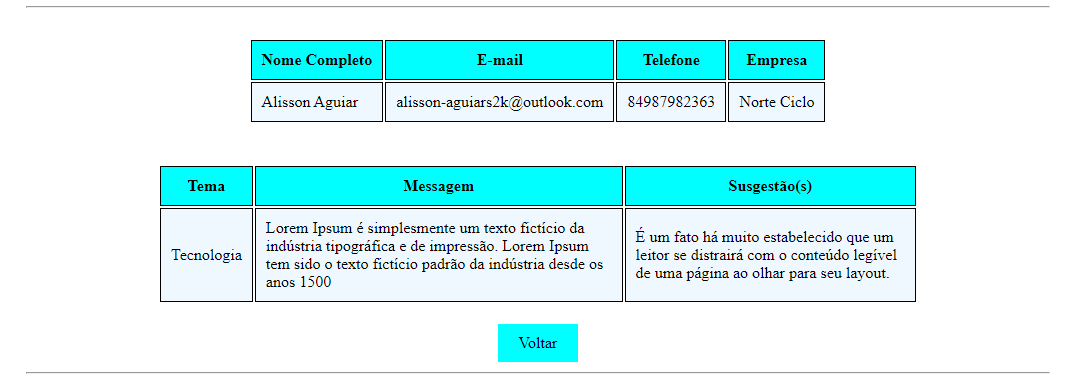 Nome Completo E-mail Telefone Empresa
Alisson Aguiar alisson-aguiars2k@outlook.com 84987982363 Norte Ciclo
Tema Messagem Susgestão(s)
Tecnologia
Lorem Ipsum é simplesmente um texto fictício da
indústria tipográfica e de impressão. Lorem Ipsum
tem sido o texto fictício padrão da indústria desde os
anos 1500
É um fato há muito estabelecido que um
leitor se distrairá com o conteúdo legível
de uma página ao olhar para seu layout.
Voltar